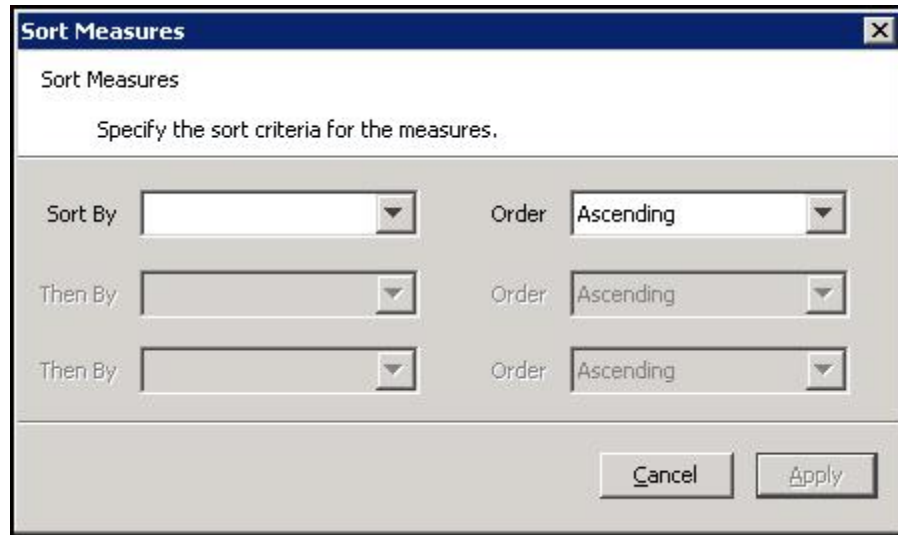 Sort Measures
Sort Measures
Specify the sort criteria for the measures.
Sort By Order Ascending
Then By Order Ascending
Then By Order Ascending
Cancel Apply